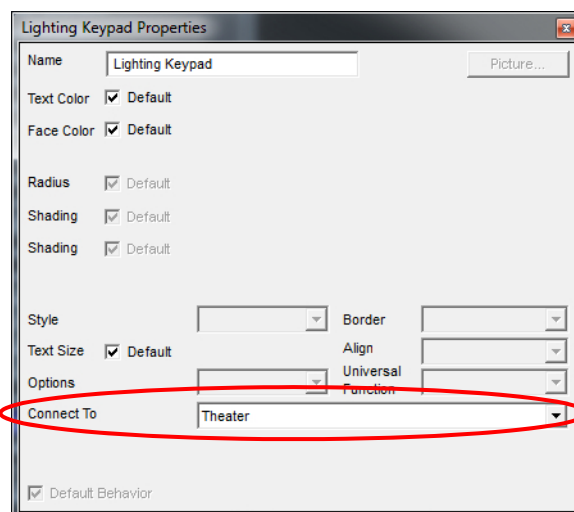 Lighting Keypad Properties x
Name Lighting Keypad Picture...
Text Color Default
Face Color Default
Radius Default
Shading Default
Shading Default
Style Border
Text Size Default Align
Options Universal Function
Connect To Theater
Default Behavior